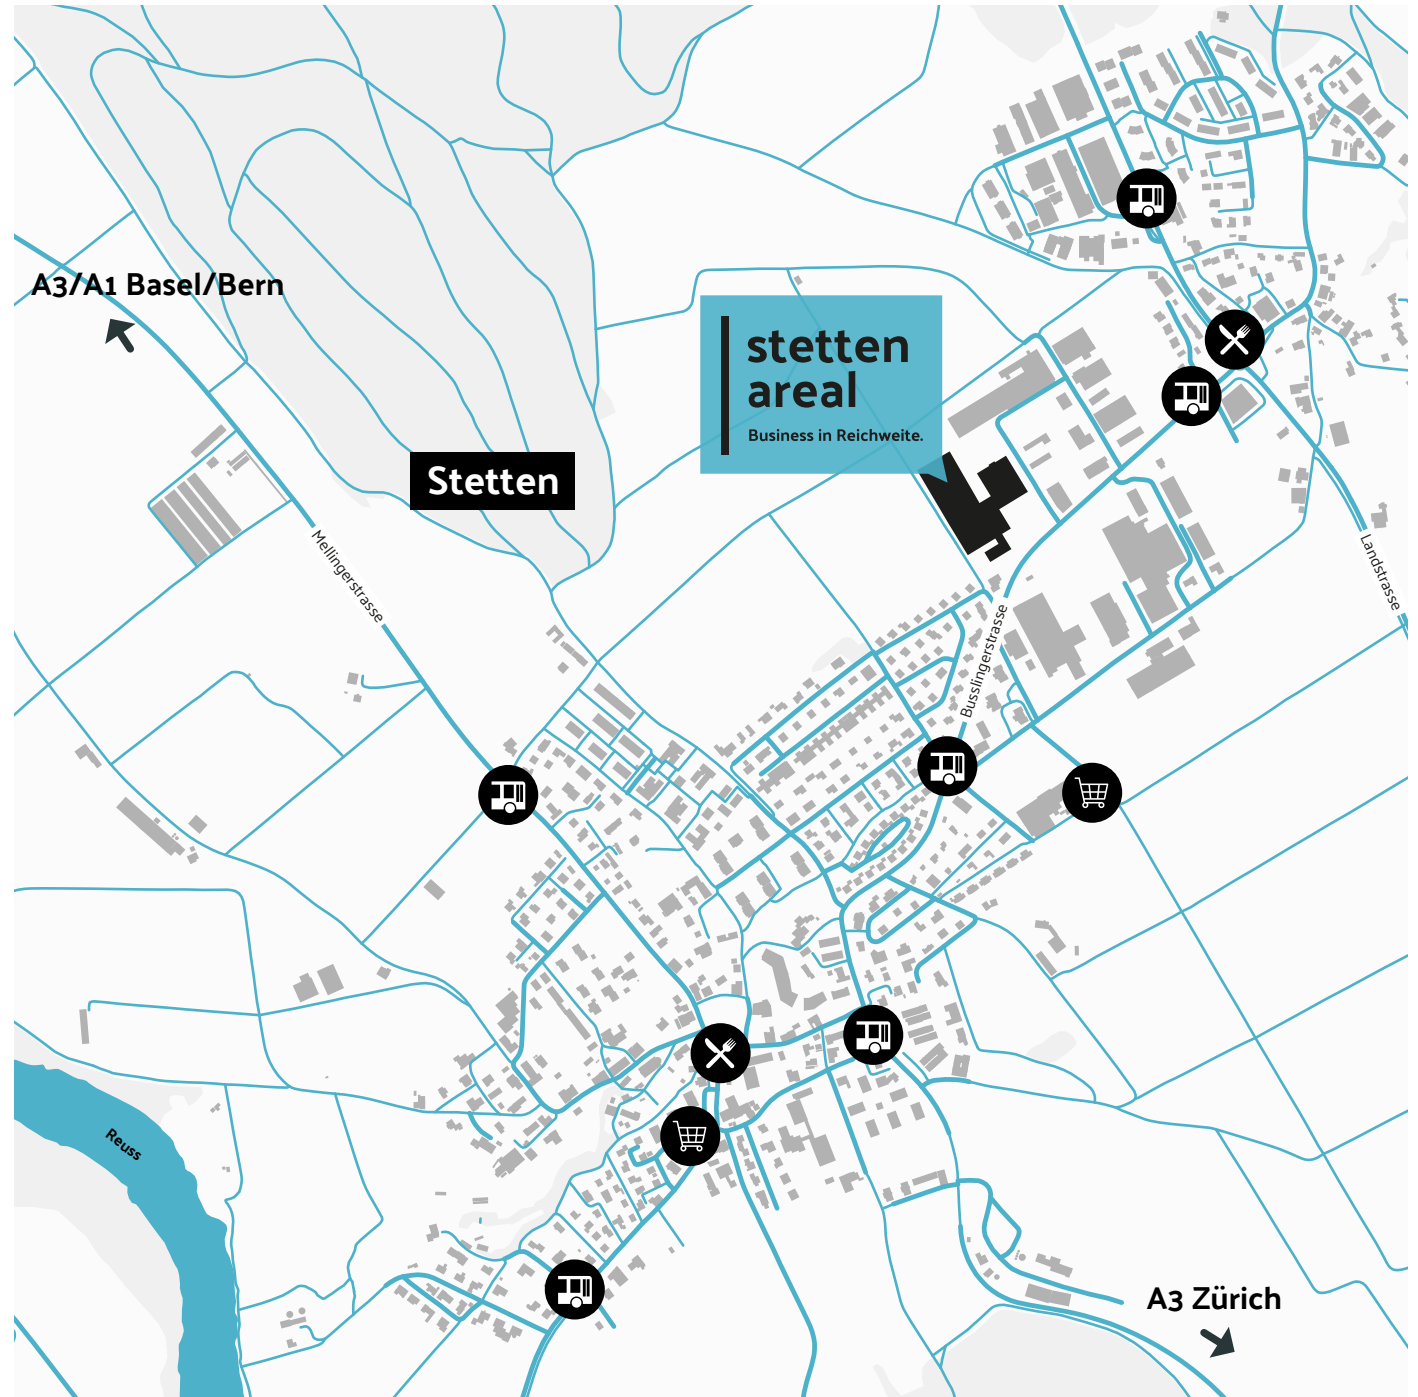 A3/A1 Basel/Bern
stetten
areal
Business in Reichweite.
Stetten
Mellingerstrasse
Landstrasse
Busslingerstrasse
Reuss
A3 Zürich